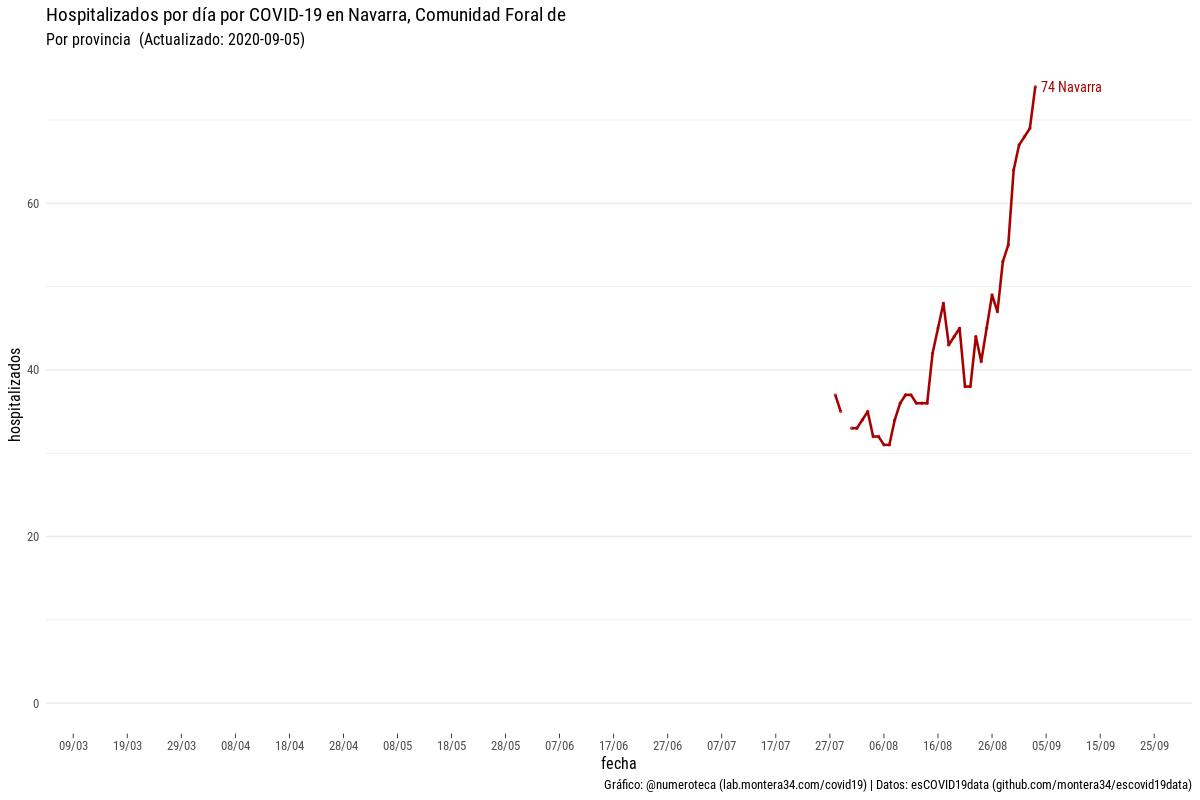 Hospitalizados por día por COVID-19 en Navarra, Comunidad Foral de
Por provincia (Actualizado: 2020-09-05)
74 Navarra
60
40
20
0
hospitalizados
09/03 19/03 29/03 08/04 18/04 28/04 08/05 18/05 28/05 07/06 17/06 27/06 07/07 17/07 27/07 06/08 16/08 26/08 05/09 15/09 25/09
fecha
Gráfico: @numeroteca (lab.montera34.com/covid19) | Datos: esCOVID19data (github.com/montera34/escovid19data)